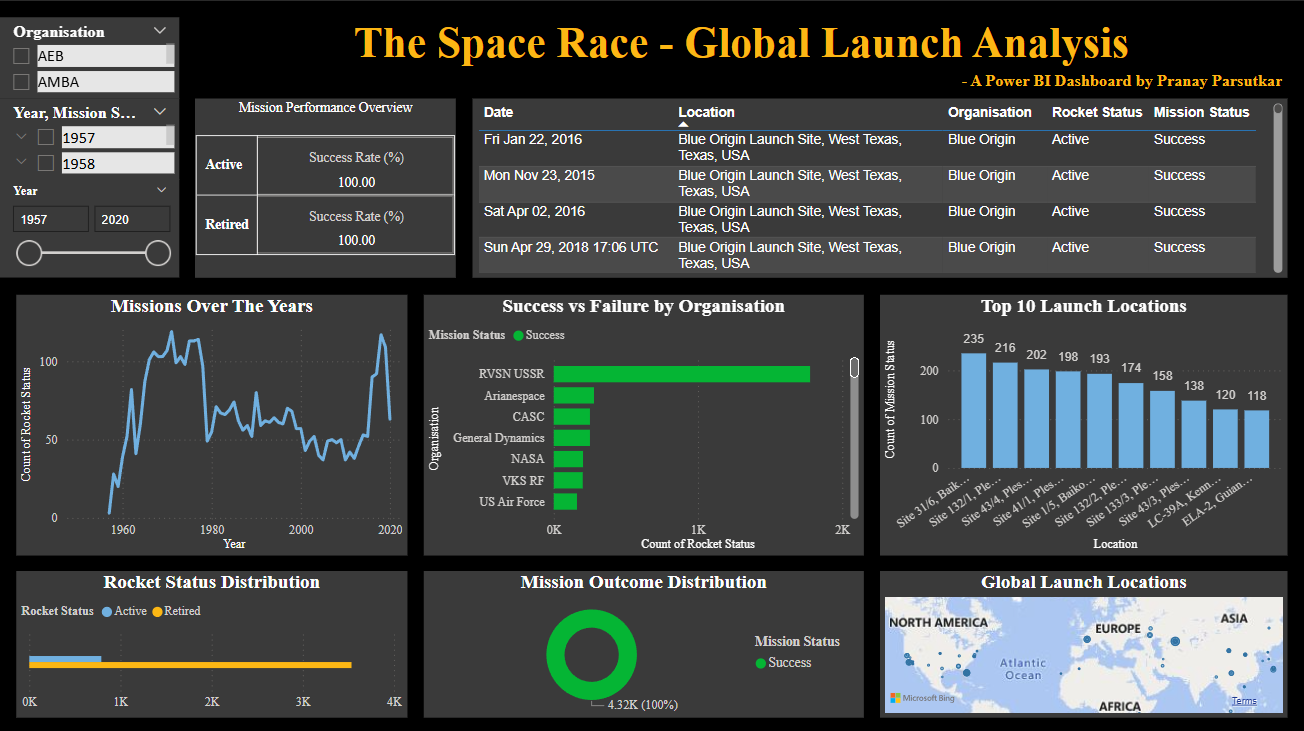 The Space Race - Global Launch Analysis
- A Power BI Dashboard by Pranay Parsutkar
Organisation
AEB
AMBA
Year, Mission S...
1957
1958
Year
1957 2020
Mission Performance Overview
Active
Success Rate (%)
100.00
Retired
Success Rate (%)
100.00
Date Location Organisation Rocket Status Mission Status
Fri Jan 22, 2016 Blue Origin Launch Site, West Texas, Blue Origin Active Success
Texas, USA
Mon Nov 23, 2015 Blue Origin Launch Site, West Texas, Blue Origin Active Success
Texas, USA
Sat Apr 02, 2016 Blue Origin Launch Site, West Texas, Blue Origin Active Success
Texas, USA
Sun Apr 29, 2018 17:06 UTC Blue Origin Launch Site, West Texas, Blue Origin Active Success
Texas, USA
Missions Over The Years
Count of Rocket Status
100
50
0
1960 1980 2000 2020
Year
Success vs Failure by Organisation
Mission Status Success
Organisation
RVSN USSR
Arianespace
CASC
General Dynamics
NASA
VKS RF
US Air Force
0K 1K 2K
Count of Rocket Status
Top 10 Launch Locations
Count of Mission Status
200
100
0
235 216 202 198 193 174 158 138 120 118
Site 31/6, Baik...
Site 132/1, Ple...
Site 43/4, Ples...
Site 41/1, Ples...
Site 1/5, Baiko...
Site 132/2, Ple...
Site 133/3, Ple...
Site 43/3, Ples...
LC-39A, Kenn...
ELA-2, Guian...
Location
Rocket Status Distribution
Rocket Status Active Retired
0K 1K 2K 3K 4K
Mission Outcome Distribution
Mission Status
Success
4.32K (100%)
Global Launch Locations
NORTH AMERICA
EUROPE
ASIA
Atlantic
Ocean
AFRICA
Microsoft Bing
Terms